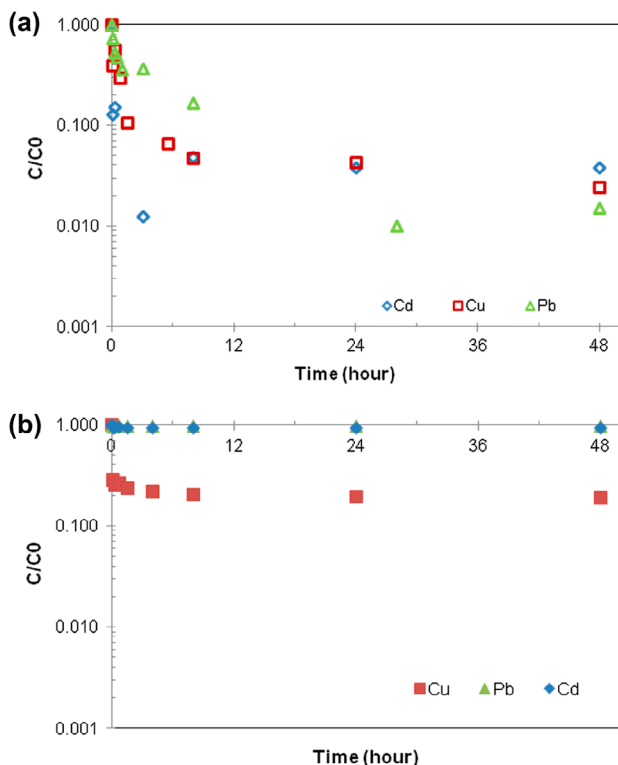 (a)
1.000
0.100
0.010
0.001
C/C0
Cd Cu Pb
0 12 24 36 48
Time (hour)
(b)
1.000
0 12 24 36 48
0.100
0.010
0.001
C/C0
Cu Pb Cd
Time (hour)